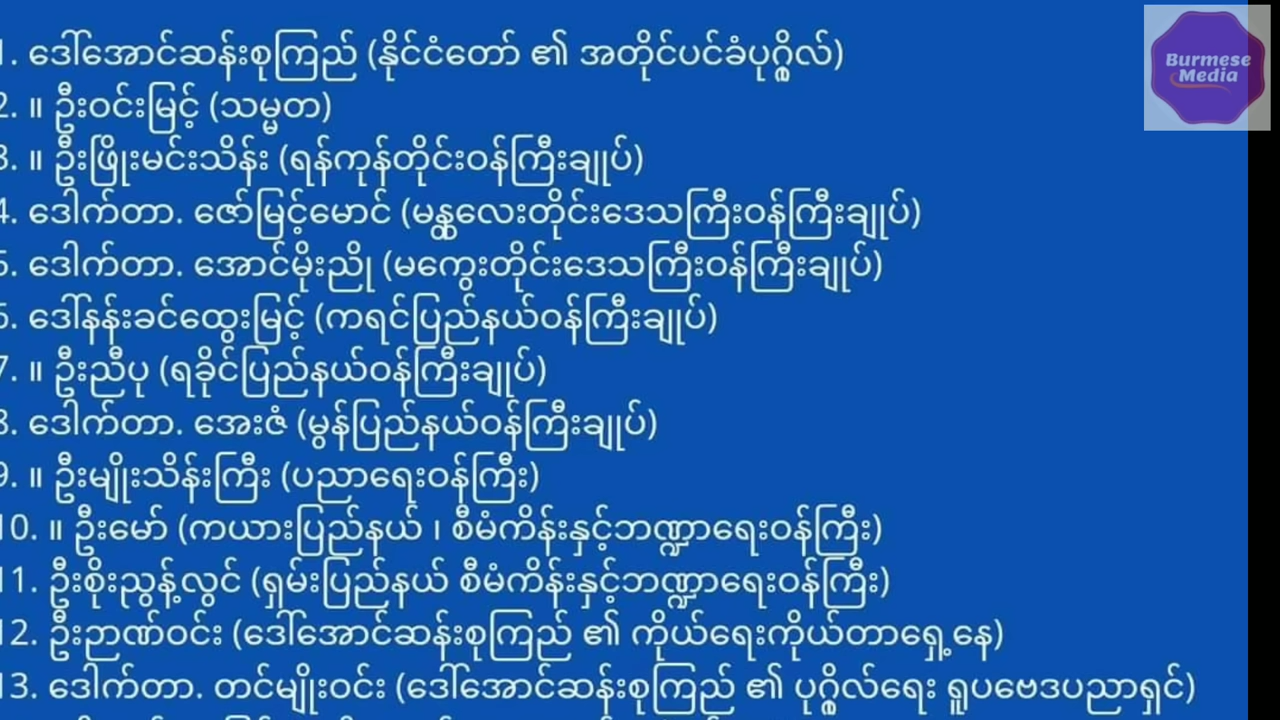 1. ဒေါ်အောင်ဆန်းစုကြည် (နိုင်ငံတော် ၏ အတိုင်ပင်ခံပုဂ္ဂိုလ်)
2. ။ ဦးဝင်းမြင့် (သမ္မတ)
3. ။ ဦးဖြိုးမင်းသိန်း (ရန်ကုန်တိုင်းဝန်ကြီးချုပ်)
4. ဒေါက်တာ. ဇော်မြင့်မောင် (မန္တလေးတိုင်းဒေသကြီးဝန်ကြီးချုပ်)
5. ဒေါက်တာ. အောင်မိုးညို (မကွေးတိုင်းဒေသကြီးဝန်ကြီးချုပ်)
6. ဒေါ်နန်းခင်ထွေးမြင့် (ကရင်ပြည်နယ်ဝန်ကြီးချုပ်)
7. ။ ဦးညီပု (ရခိုင်ပြည်နယ်ဝန်ကြီးချုပ်)
8. ဒေါက်တာ. အေးဇံ (မွန်ပြည်နယ်ဝန်ကြီးချုပ်)
9. ။ ဦးမျိုးသိန်းကြီး (ပညာရေးဝန်ကြီး)
10. ။ ဦးမော် (ကယားပြည်နယ် ၊ စီမံကိန်းနှင့်ဘဏ္ဍာရေးဝန်ကြီး)
11. ဦးစိုးညွန့်လွင် (ရှမ်းပြည်နယ် စီမံကိန်းနှင့်ဘဏ္ဍာရေးဝန်ကြီး)
12. ဦးဉာဏ်ဝင်း (ဒေါ်အောင်ဆန်းစုကြည် ၏ ကိုယ်ရေးကိုယ်တာရှေ့နေ)
13. ဒေါက်တာ. တင်မျိုးဝင်း (ဒေါ်အောင်ဆန်းစုကြည် ၏ ပုဂ္ဂိုလ်ရေး ရူပဗေဒပညာရှင်)
Burmese
Media